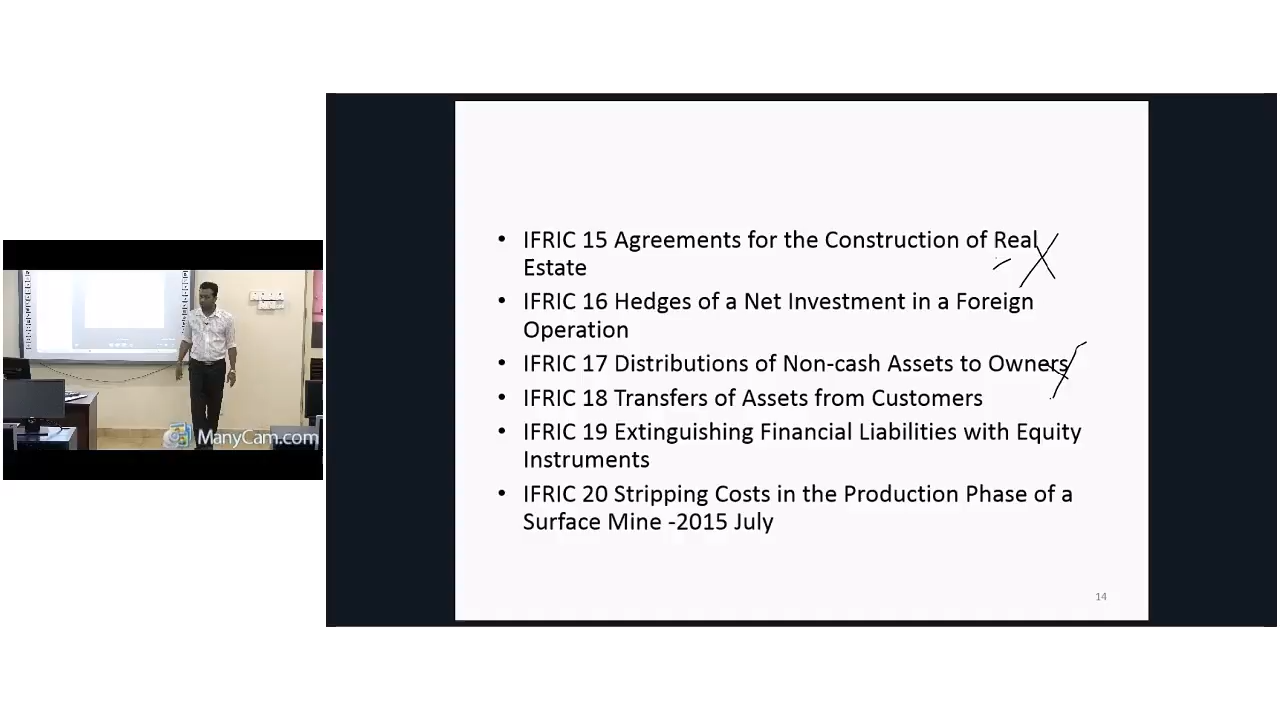 • IFRIC 15 Agreements for the Construction of Real
Estate
• IFRIC 16 Hedges of a Net Investment in a Foreign
Operation
• IFRIC 17 Distributions of Non-cash Assets to Owners
• IFRIC 18 Transfers of Assets from Customers
• IFRIC 19 Extinguishing Financial Liabilities with Equity
Instruments
• IFRIC 20 Stripping Costs in the Production Phase of a
Surface Mine -2015 July
14
ManyCam.com